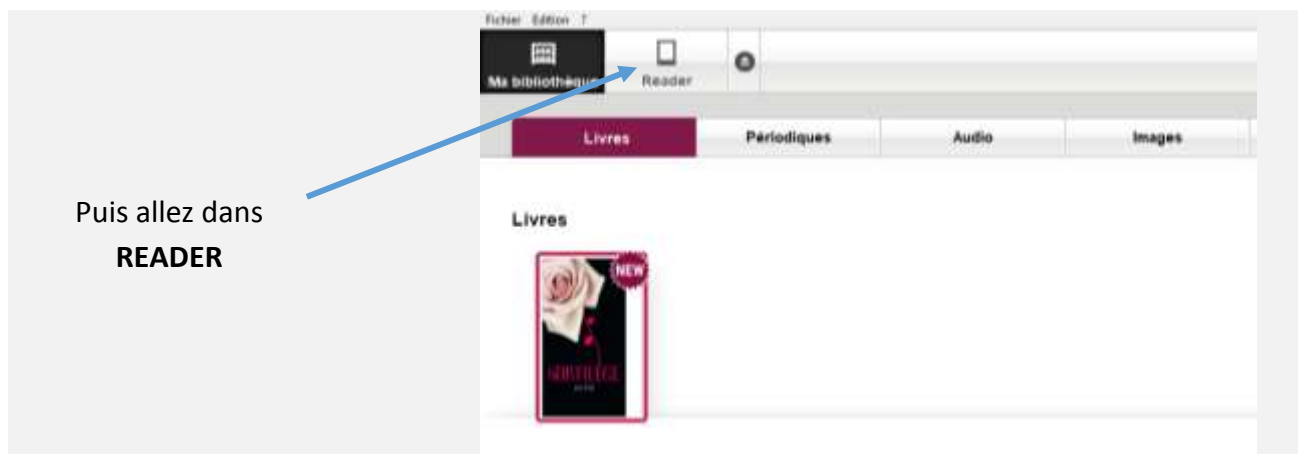 Fichier Edition ?
Ma bibliothèque
Reader
Livres
Périodiques
Audio
Images
Puis allez dans
READER
Livres
NEW